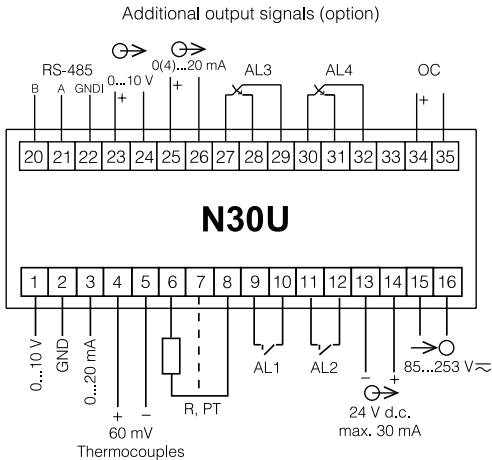 Additional output signals (option)
0(4)...20 mA
RS-485 0...10 V AL3 AL4 OC
B A GNDI + + +
20 21 22 23 24 25 26 27 28 29 30 31 32 33 34 35
N30U
1 2 3 4 5 6 7 8 9 10 11 12 13 14 15 16
0...10 V
GND
0...20 mA
+ −
60 mV
Thermocouples
R, PT
AL1
AL2
− +
24 V d.c.
max. 30 mA
85...253 V⎓